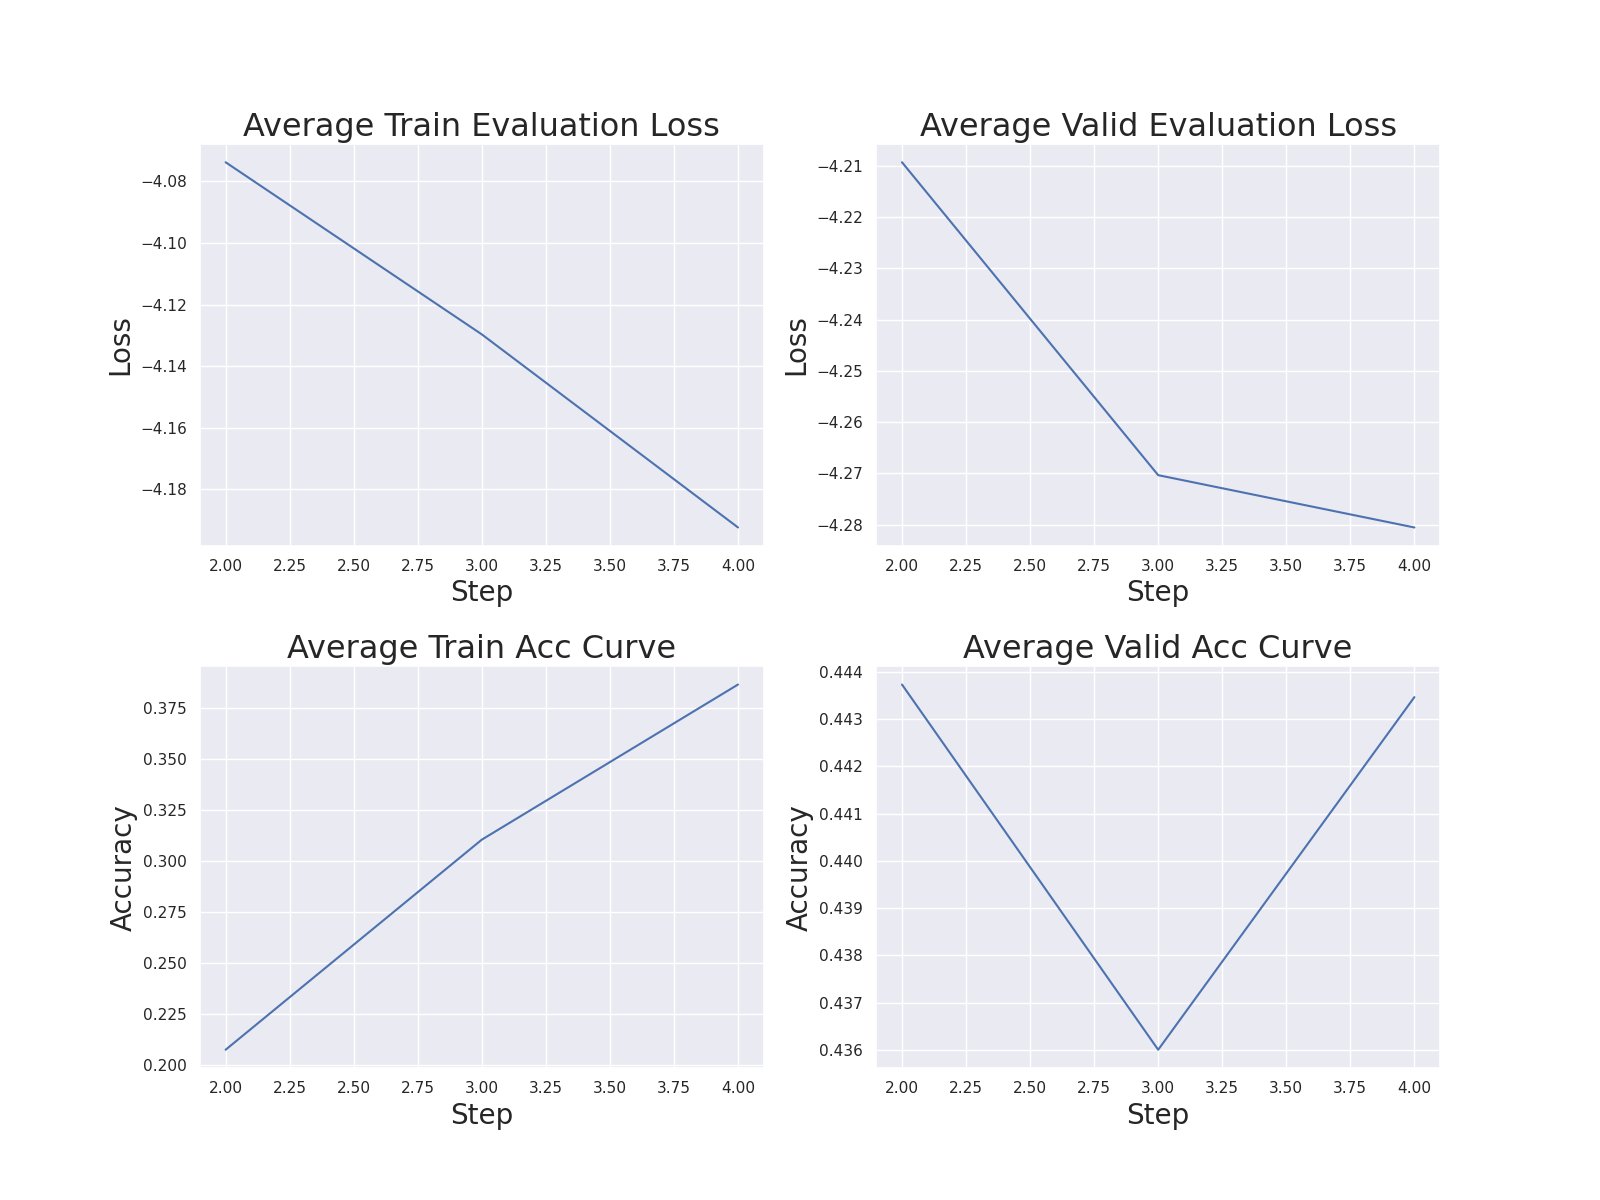 Average Train Evaluation Loss
Loss
−4.08
−4.10
−4.12
−4.14
−4.16
−4.18
2.00 2.25 2.50 2.75 3.00 3.25 3.50 3.75 4.00
Step
Average Valid Evaluation Loss
Loss
−4.21
−4.22
−4.23
−4.24
−4.25
−4.26
−4.27
−4.28
2.00 2.25 2.50 2.75 3.00 3.25 3.50 3.75 4.00
Step
Average Train Acc Curve
Accuracy
0.375
0.350
0.325
0.300
0.275
0.250
0.225
0.200
2.00 2.25 2.50 2.75 3.00 3.25 3.50 3.75 4.00
Step
Average Valid Acc Curve
Accuracy
0.444
0.443
0.442
0.441
0.440
0.439
0.438
0.437
0.436
2.00 2.25 2.50 2.75 3.00 3.25 3.50 3.75 4.00
Step